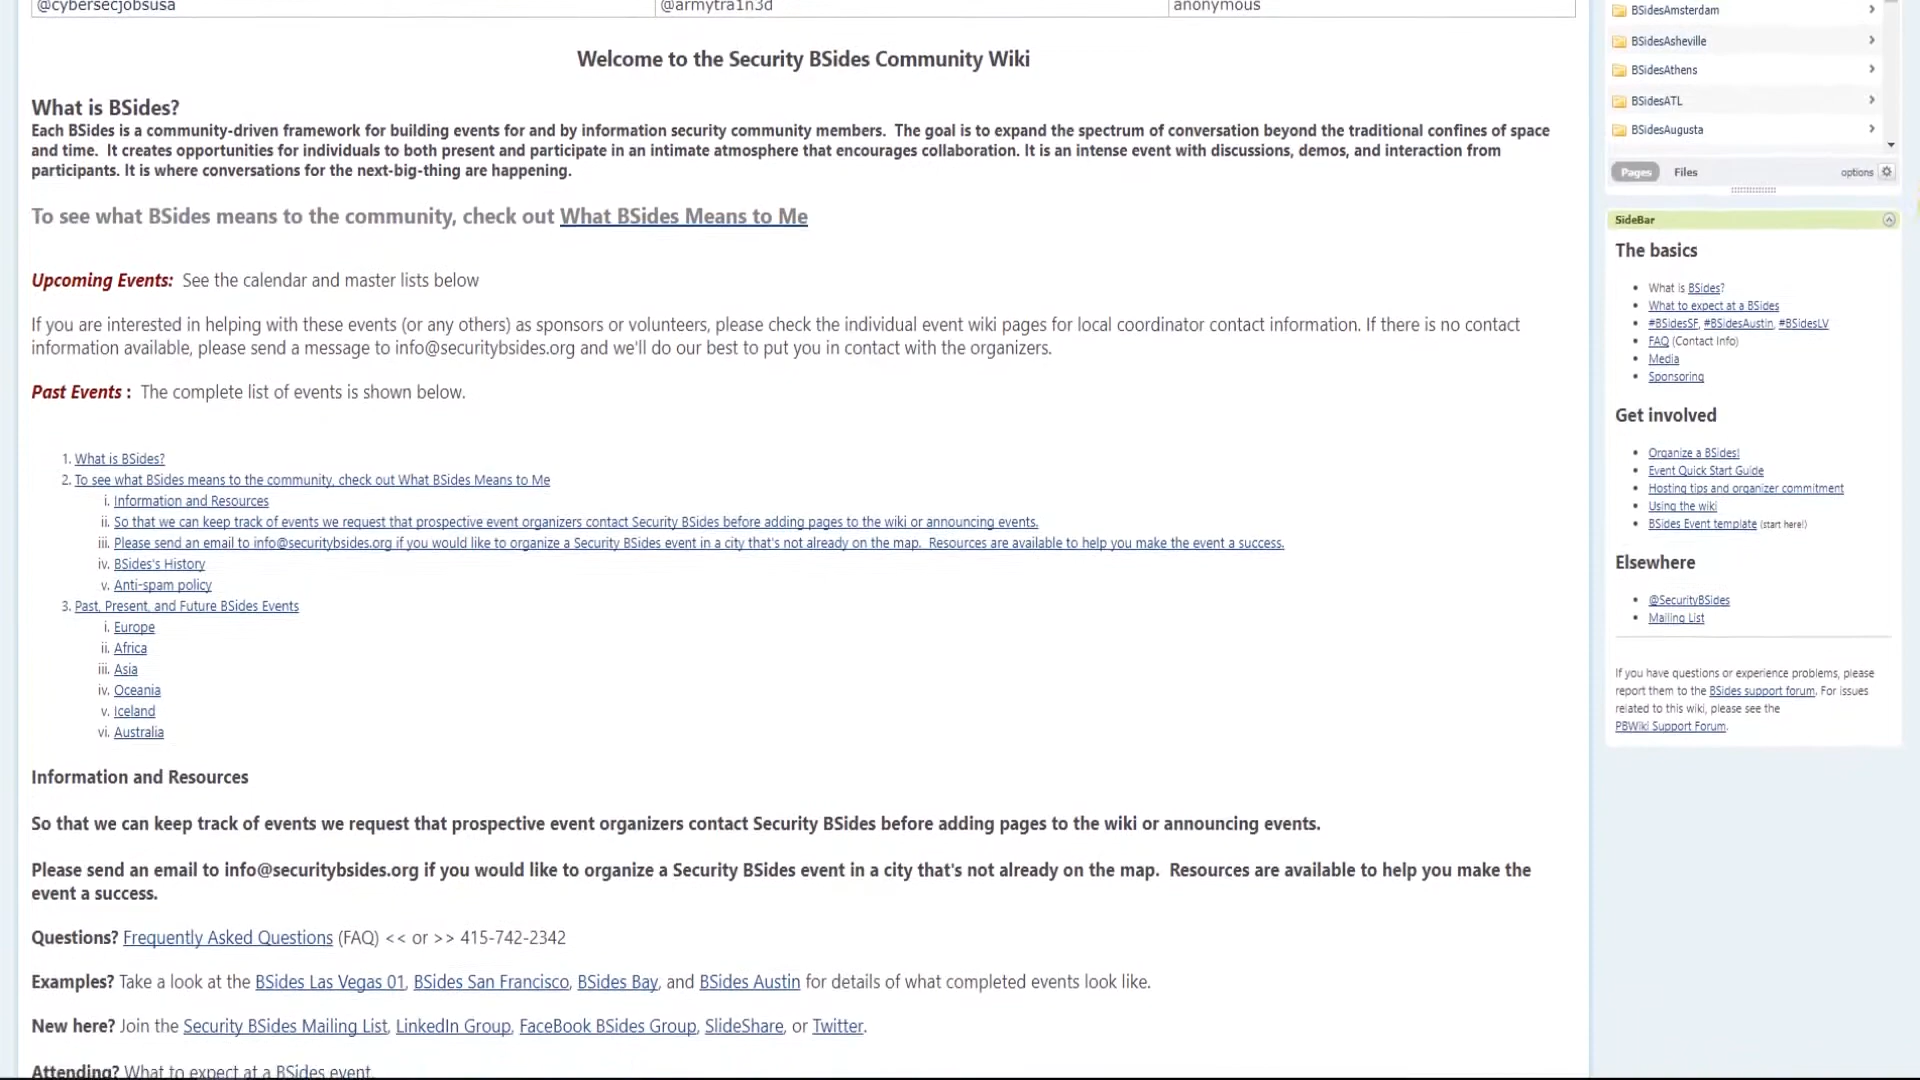 @cybersecjobsusa @armytra1n3d anonymous
Welcome to the Security BSides Community Wiki
What is BSides?
Each BSides is a community-driven framework for building events for and by information security community members.  The goal is to expand the spectrum of conversation beyond the traditional confines of space
and time.  It creates opportunities for individuals to both present and participate in an intimate atmosphere that encourages collaboration. It is an intense event with discussions, demos, and interaction from
participants. It is where conversations for the next-big-thing are happening.
To see what BSides means to the community, check out What BSides Means to Me
Upcoming Events:  See the calendar and master lists below
If you are interested in helping with these events (or any others) as sponsors or volunteers, please check the individual event wiki pages for local coordinator contact information. If there is no contact
information available, please send a message to info@securitybsides.org and we'll do our best to put you in contact with the organizers.
Past Events :  The complete list of events is shown below.
1. What is BSides?
2. To see what BSides means to the community, check out What BSides Means to Me
i. Information and Resources
ii. So that we can keep track of events we request that prospective event organizers contact Security BSides before adding pages to the wiki or announcing events.
iii. Please send an email to info@securitybsides.org if you would like to organize a Security BSides event in a city that's not already on the map.  Resources are available to help you make the event a success.
iv. BSides's History
v. Anti-spam policy
3. Past, Present, and Future BSides Events
i. Europe
ii. Africa
iii. Asia
iv. Oceania
v. Iceland
vi. Australia
Information and Resources
So that we can keep track of events we request that prospective event organizers contact Security BSides before adding pages to the wiki or announcing events.
Please send an email to info@securitybsides.org if you would like to organize a Security BSides event in a city that's not already on the map.  Resources are available to help you make the
event a success.
Questions? Frequently Asked Questions (FAQ) << or >> 415-742-2342
Examples? Take a look at the BSides Las Vegas 01, BSides San Francisco, BSides Bay, and BSides Austin for details of what completed events look like.
New here? Join the Security BSides Mailing List, LinkedIn Group, FaceBook BSides Group, SlideShare, or Twitter.
Attending? What to expect at a BSides event.
BSidesAmsterdam
BSidesAsheville
BSidesAthens
BSidesATL
BSidesAugusta
Pages Files options
SideBar
The basics
What is BSides?
What to expect at a BSides
#BSidesSF, #BSidesAustin, #BSidesLV
FAQ (Contact Info)
Media
Sponsoring
Get involved
Organize a BSides!
Event Quick Start Guide
Hosting tips and organizer commitment
Using the wiki
BSides Event template (start here!)
Elsewhere
@SecurityBSides
Mailing List
If you have questions or experience problems, please
report them to the BSides support forum. For issues
related to this wiki, please see the
PBWiki Support Forum.